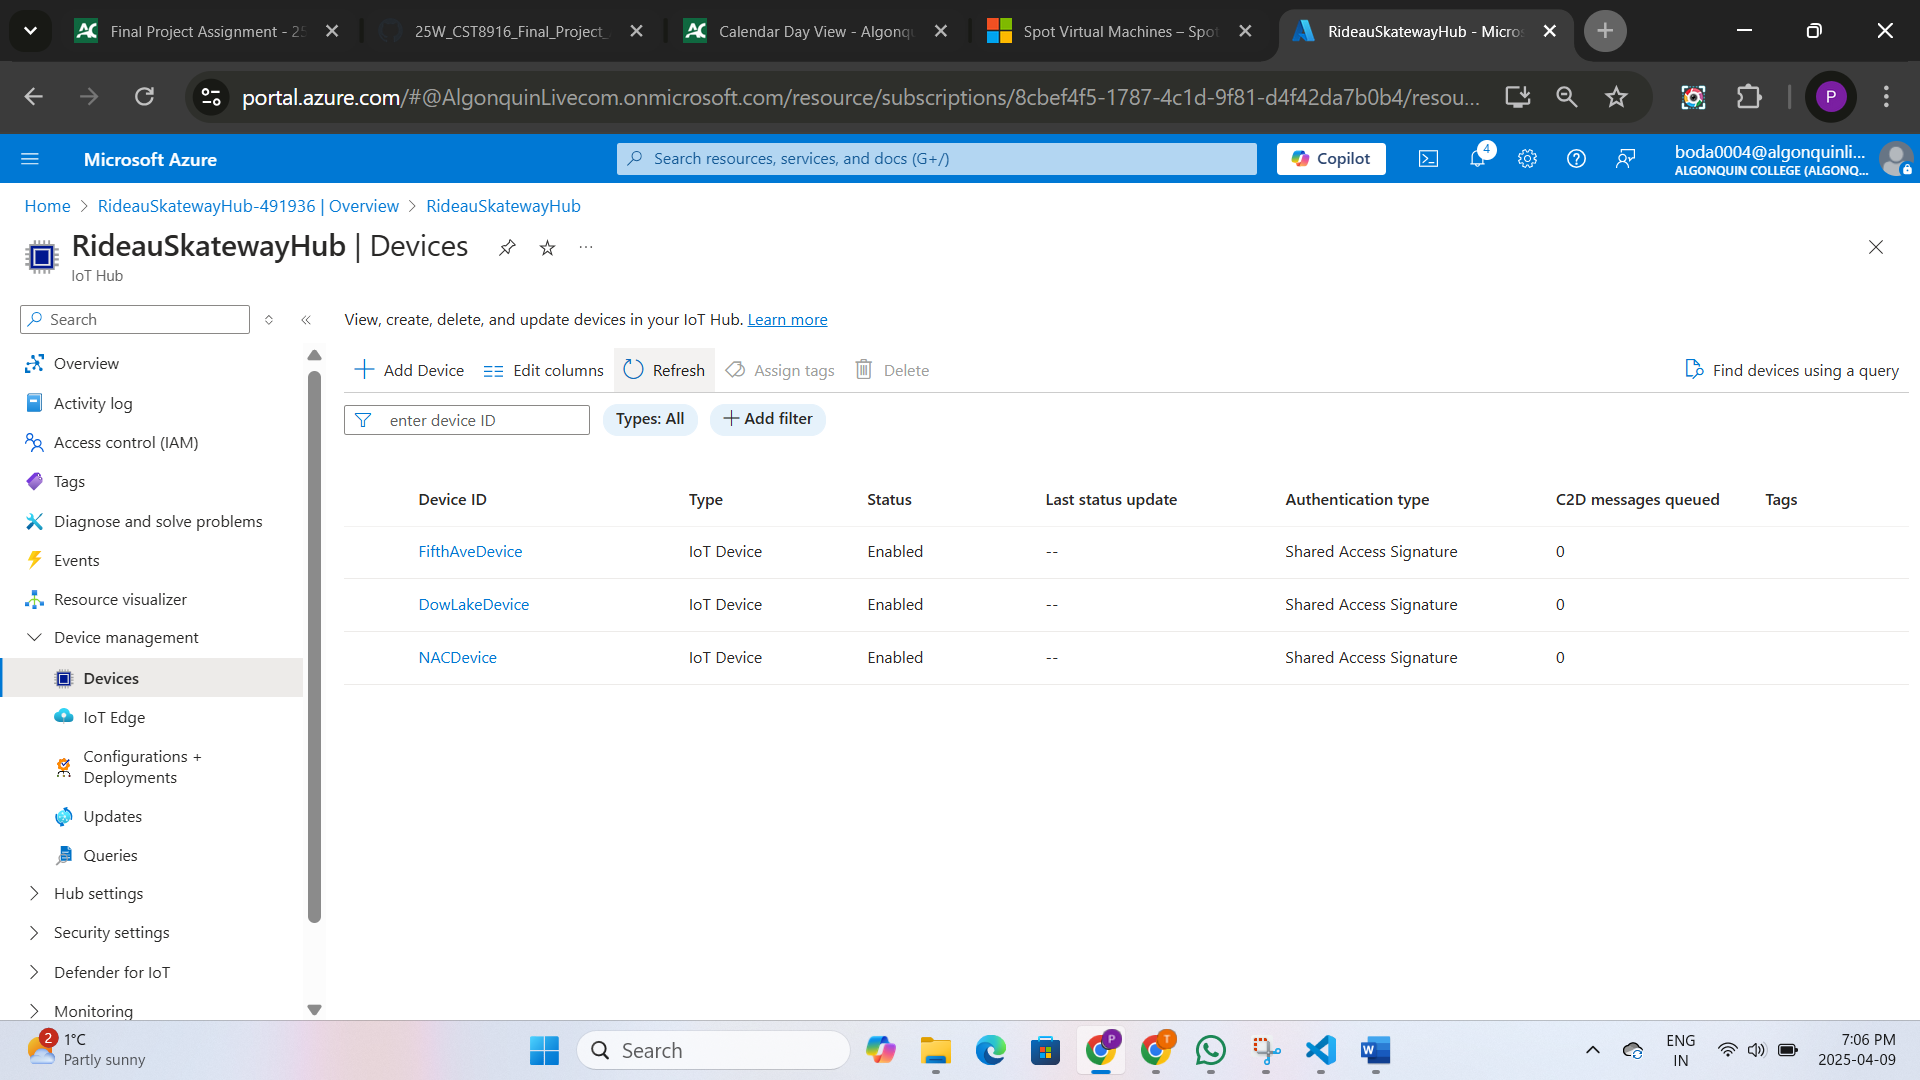 Final Project Assignment - 25
25W_CST8916_Final_Project_
Calendar Day View - Algonqu
Spot Virtual Machines – Spot
RideauSkatewayHub - Micros
portal.azure.com/#@AlgonquinLivecom.onmicrosoft.com/resource/subscriptions/8cbef4f5-1787-4c1d-9f81-d4f42da7b0b4/resou...
P
Microsoft Azure
Search resources, services, and docs (G+/)
Copilot
4
boda0004@algonquinli...
ALGONQUIN COLLEGE (ALGONQ...
Home > RideauSkatewayHub-491936 | Overview > RideauSkatewayHub
RideauSkatewayHub | Devices
IoT Hub
Search
View, create, delete, and update devices in your IoT Hub. Learn more
Overview
Activity log
Access control (IAM)
Tags
Diagnose and solve problems
Events
Resource visualizer
Device management
Devices
IoT Edge
Configurations +
Deployments
Updates
Queries
Hub settings
Security settings
Defender for IoT
Monitoring
Add Device
Edit columns
Refresh
Assign tags
Delete
Find devices using a query
enter device ID
Types: All
Add filter
Device ID Type Status Last status update Authentication type C2D messages queued Tags
FifthAveDevice IoT Device Enabled -- Shared Access Signature 0
DowLakeDevice IoT Device Enabled -- Shared Access Signature 0
NACDevice IoT Device Enabled -- Shared Access Signature 0
2
1°C
Partly sunny
Search
P
T
ENG
IN
7:06 PM
2025-04-09